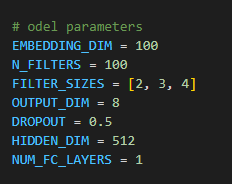 # odel parameters
EMBEDDING_DIM = 100
N_FILTERS = 100
FILTER_SIZES = [2, 3, 4]
OUTPUT_DIM = 8
DROPOUT = 0.5
HIDDEN_DIM = 512
NUM_FC_LAYERS = 1